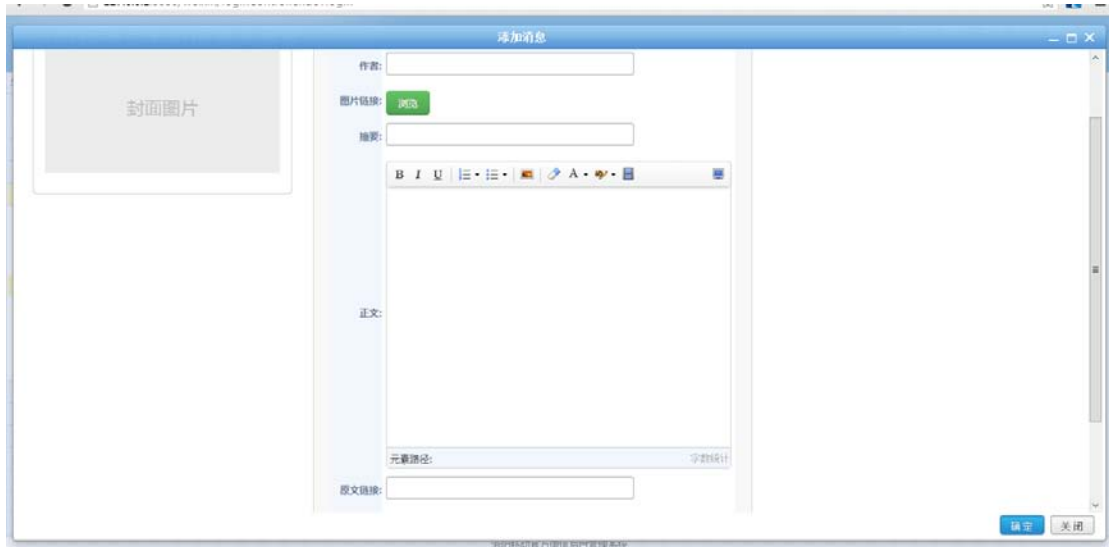 添加消息
作者:
封面图片
图片链接: 浏览
摘要:
B I U A
正文:
元素路径: 字数统计
原文链接:
确定 关闭